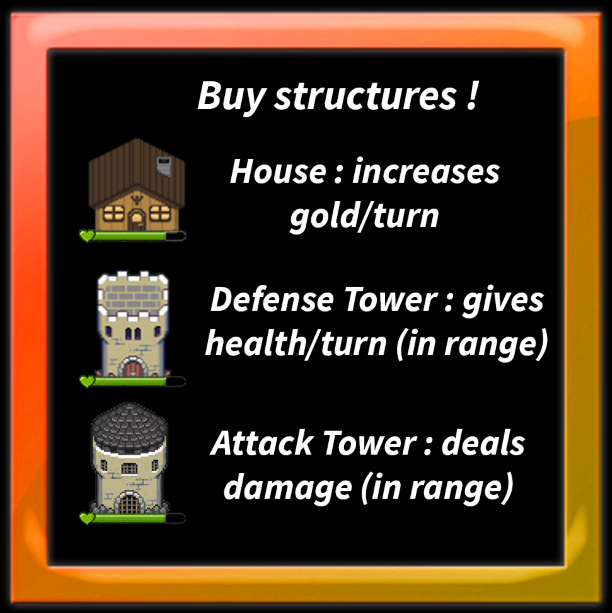 Buy structures !
House : increases
gold/turn
Defense Tower : gives
health/turn (in range)
Attack Tower : deals
damage (in range)